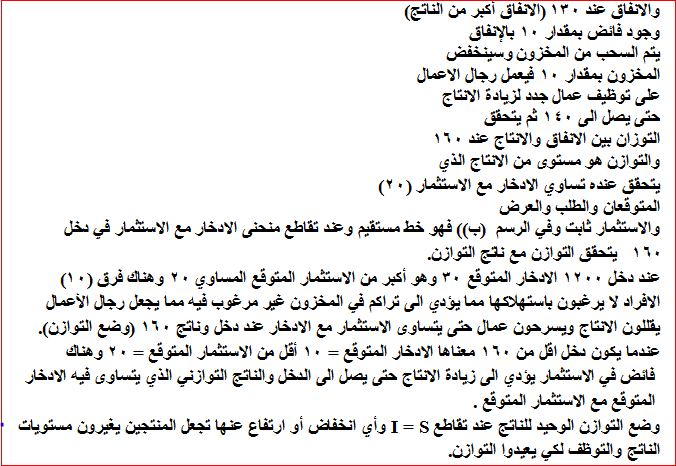 والانفاق عند ١٣٠ (الانفاق أكبر من الناتج)
وجود فائض بمقدار ١٠ بالإنفاق
يتم السحب من المخزون وسينخفض
المخزون بمقدار ١٠ فيعمل رجال الاعمال
على توظيف عمال جدد لزيادة الانتاج
حتى يصل الى ١٤٠ ثم يتحقق
التوزان بين الانفاق والانتاج عند ١٦٠
والتوازن هو مستوى من الانتاج الذي
يتحقق عنده تساوي الادخار مع الاستثمار (٢٠)
المتوقعان والطلب والعرض
والاستثمار ثابت وفي الرسم (ب)) فهو خط مستقيم وعند تقاطع منحنى الادخار مع الاستثمار في دخل
١٦٠ يتحقق التوازن مع ناتج التوازن.
عند دخل ١٢٠٠ الادخار المتوقع ٣٠ وهو أكبر من الاستثمار المتوقع المساوي ٢٠ وهناك فرق (١٠)
الافراد لا يرغبون باستهلاكها مما يؤدي الى تراكم في المخزون غير مرغوب فيه مما يجعل رجال الأعمال
يقللون الانتاج ويسرحون عمال حتى يتساوى الاستثمار مع الادخار عند دخل وناتج ١٦٠ (وضع التوازن).
عندما يكون دخل اقل من ١٦٠ معناها الادخار المتوقع = ١٠ أقل من الاستثمار المتوقع = ٢٠ وهناك
فائض في الاستثمار يؤدي الى زيادة الانتاج حتى يصل الى الدخل والناتج التوازني الذي يتساوى فيه الادخار
المتوقع مع الاستثمار المتوقع .
وضع التوازن الوحيد للناتج عند تقاطع I = S وأي انخفاض أو ارتفاع عنها تجعل المنتجين يغيرون مستويات
الناتج والتوظف لكي يعيدوا التوازن.